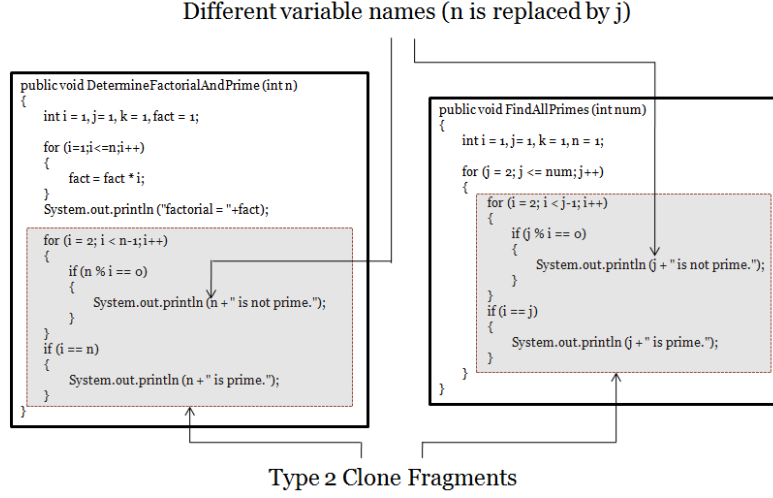 Different variable names (n is replaced by j)
public void DetermineFactorialAndPrime (int n)
{
int i = 1, j= 1, k = 1, fact = 1;
for (i=1;i<=n;i++)
{
fact = fact * i;
}
System.out.println ("factorial = "+fact);
for (i = 2; i < n-1;i++)
{
if (n % i == 0)
{
System.out.println (n + " is not prime.");
}
}
if (i == n)
{
System.out.println (n + " is prime.");
}
}
public void FindAllPrimes (int num)
{
int i = 1, j= 1, k = 1, n = 1;
for (j = 2; j <= num; j++)
{
for (i = 2; i < j-1; i++)
{
if (j % i == 0)
{
System.out.println (j + " is not prime.");
}
}
if (i == j)
{
System.out.println (j + " is prime.");
}
}
}
Type 2 Clone Fragments